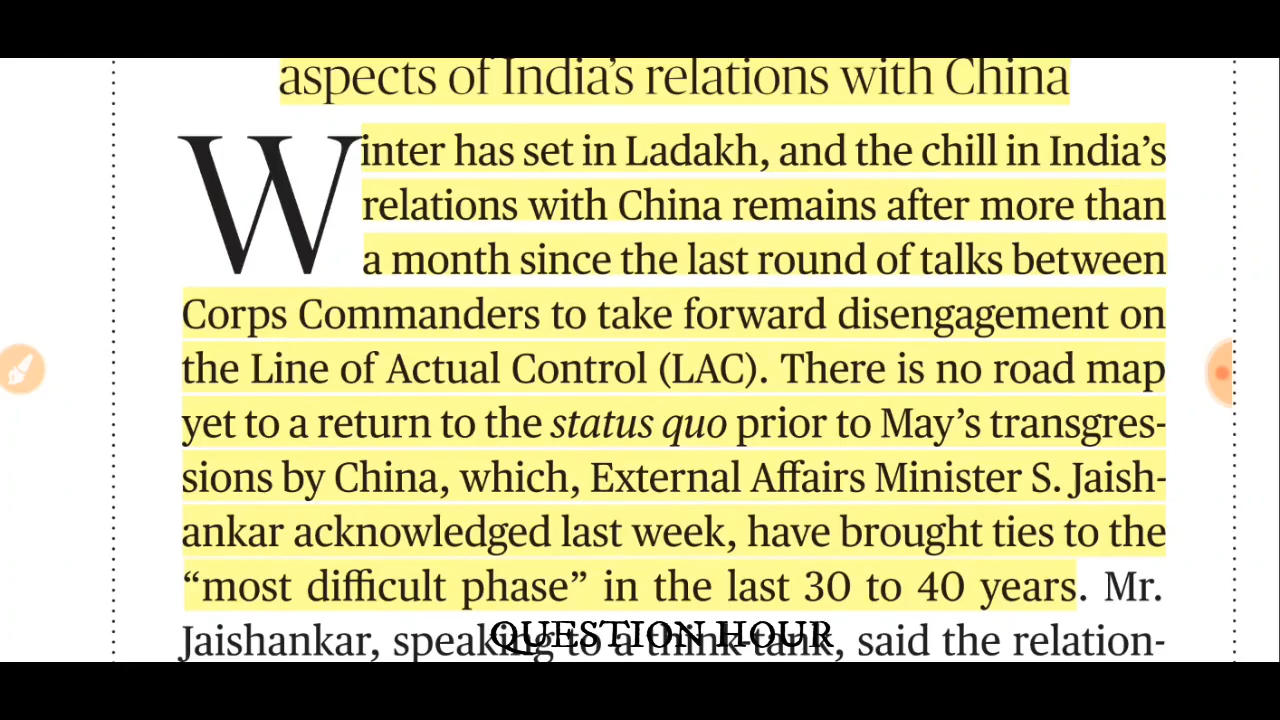 aspects of India's relations with China
Winter has set in Ladakh, and the chill in India's
relations with China remains after more than
a month since the last round of talks between
Corps Commanders to take forward disengagement on
the Line of Actual Control (LAC). There is no road map
yet to a return to the status quo prior to May's transgres-
sions by China, which, External Affairs Minister S. Jaish-
ankar acknowledged last week, have brought ties to the
“most difficult phase” in the last 30 to 40 years. Mr.
Jaishankar, speaking to a think-tank, said the relation-
QUESTION HOUR